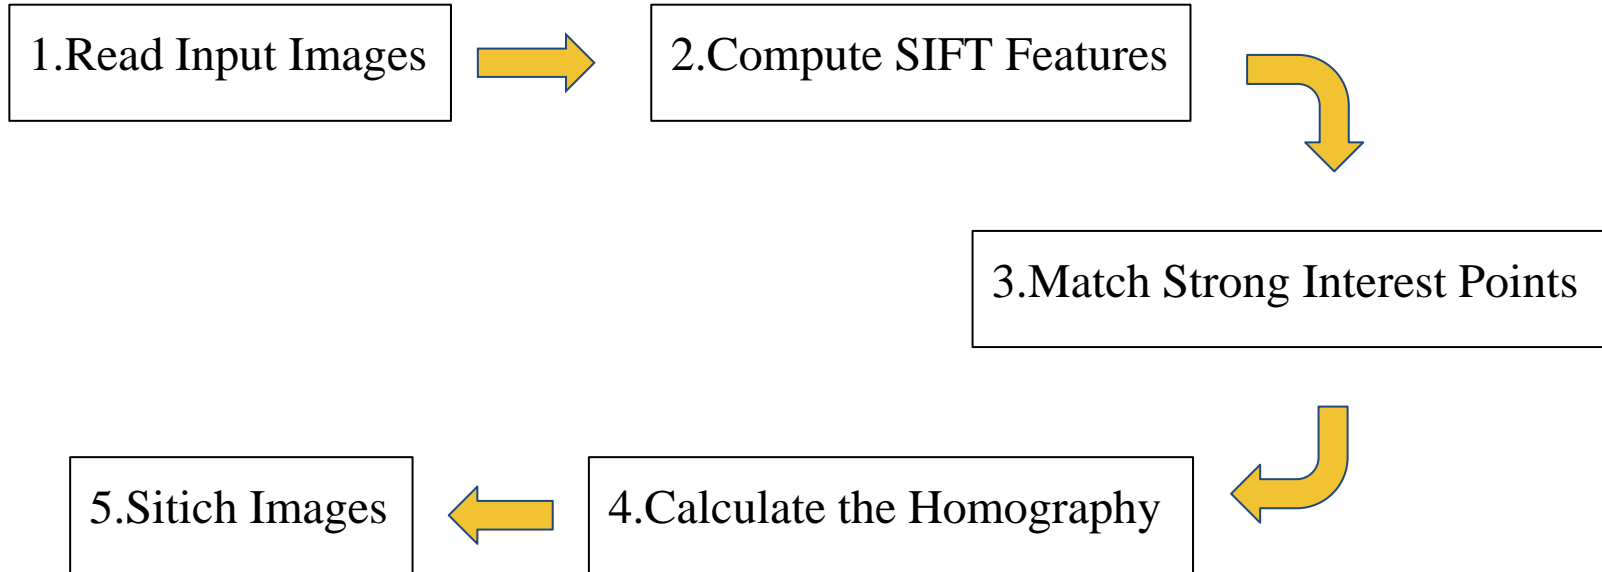 1.Read Input Images
2.Compute SIFT Features
3.Match Strong Interest Points
4.Calculate the Homography
5.Sitich Images